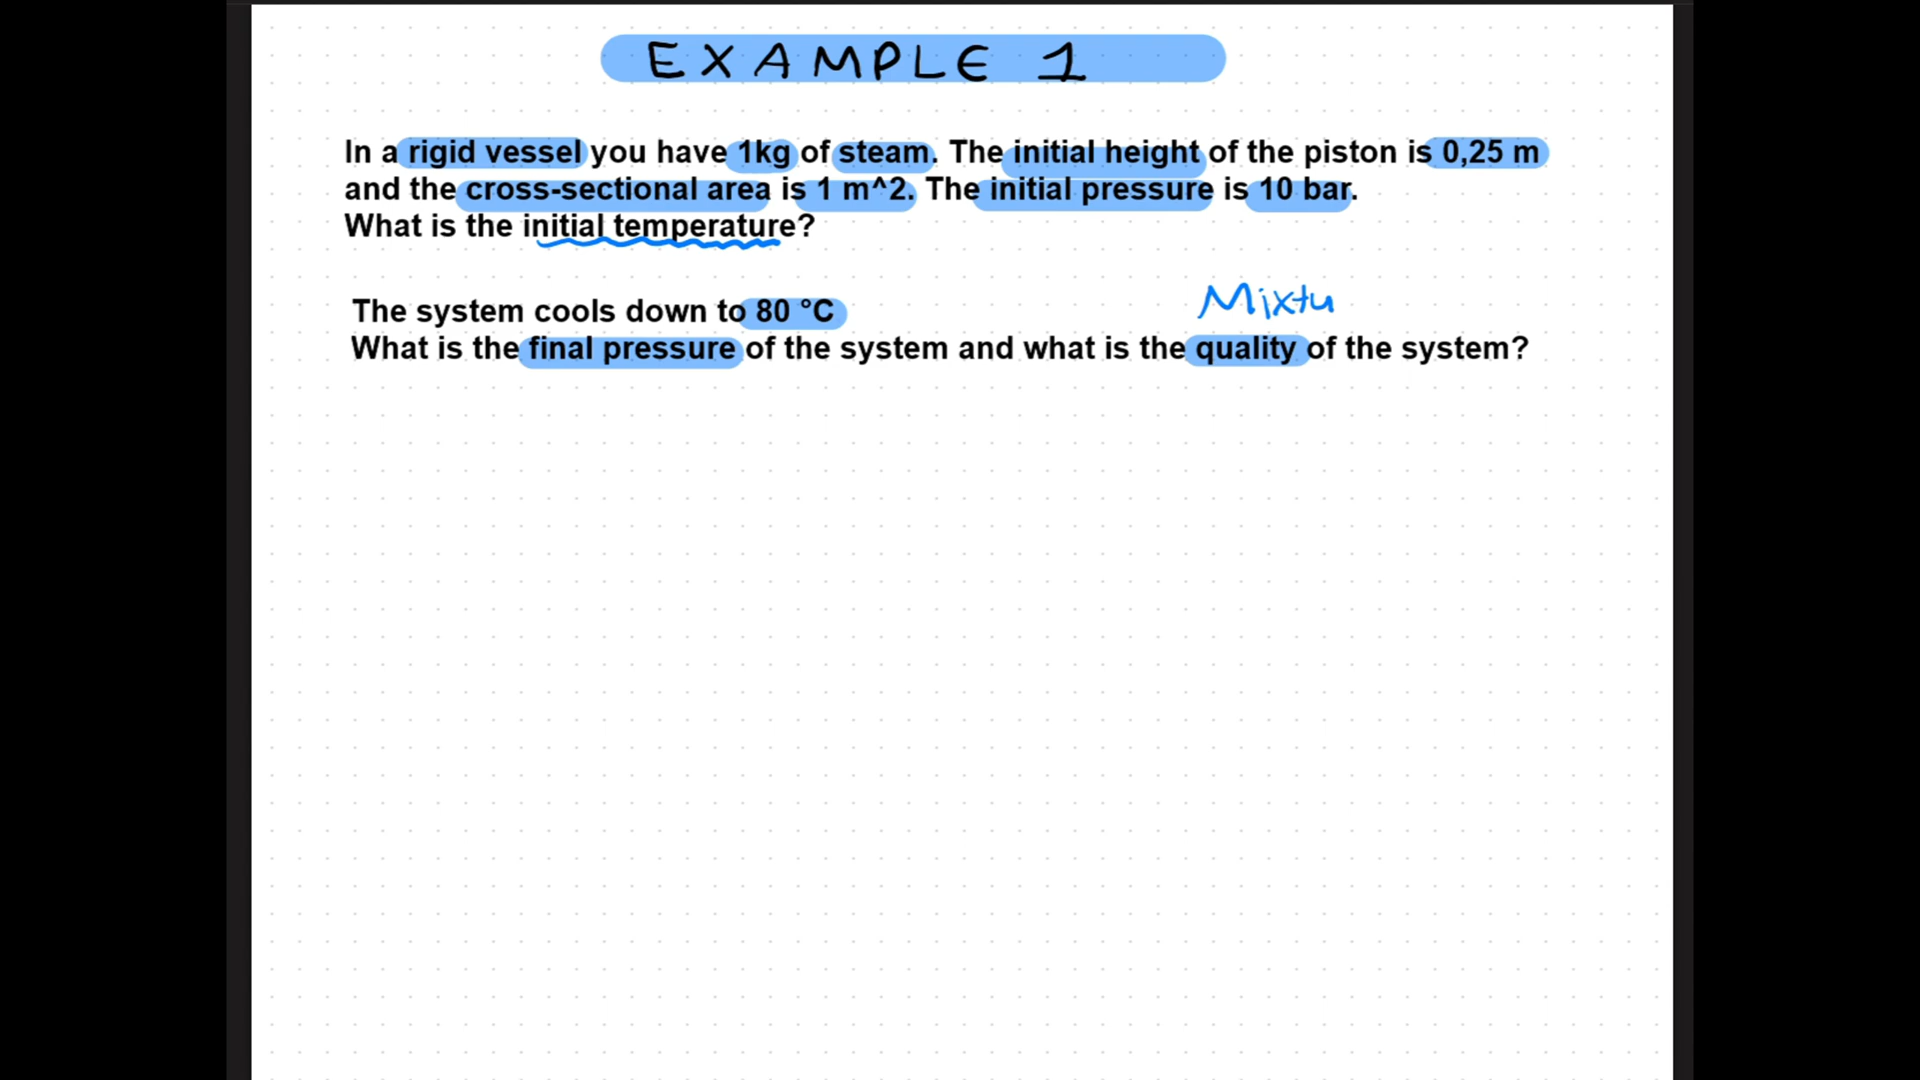 EXAMPLE 1
In a rigid vessel you have 1kg of steam. The initial height of the piston is 0,25 m
and the cross-sectional area is 1 m^2. The initial pressure is 10 bar.
What is the initial temperature?
Mixtu
The system cools down to 80 °C
What is the final pressure of the system and what is the quality of the system?